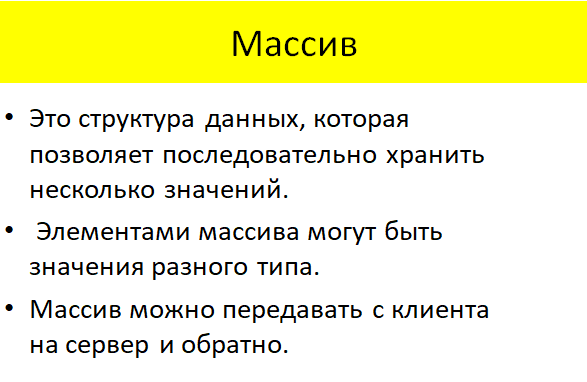 Массив
• Это структура данных, которая
позволяет последовательно хранить
несколько значений.
• Элементами массива могут быть
значения разного типа.
• Массив можно передавать с клиента
на сервер и обратно.